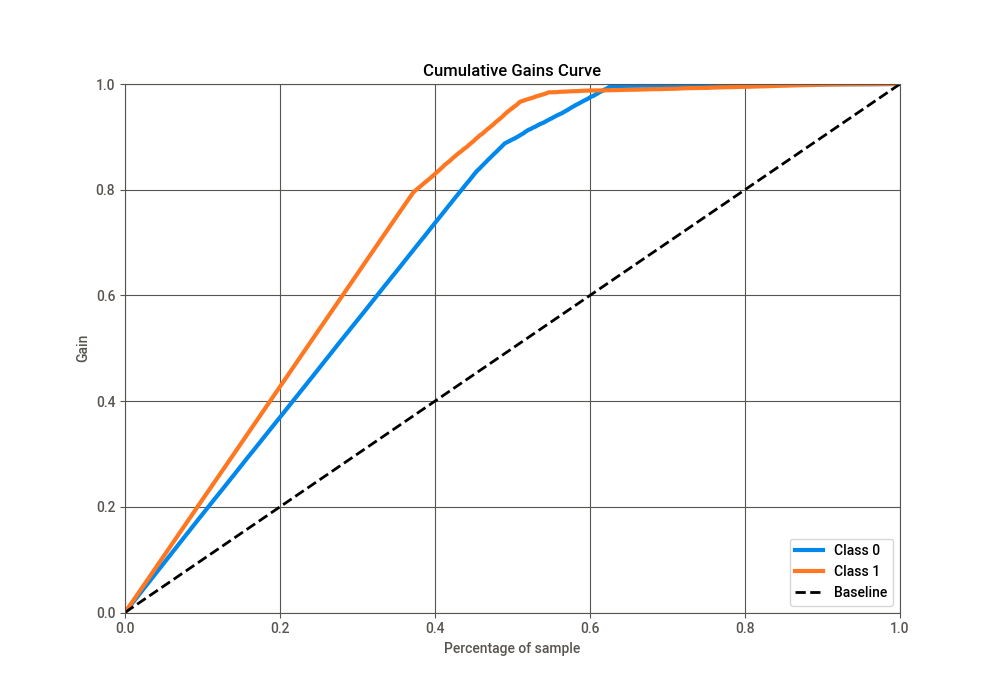 Cumulative Gains Curve
1.0
0.8
0.6
0.4
0.2
0.0
Gain
0.0 0.2 0.4 0.6 0.8 1.0
Percentage of sample
Class 0
Class 1
Baseline